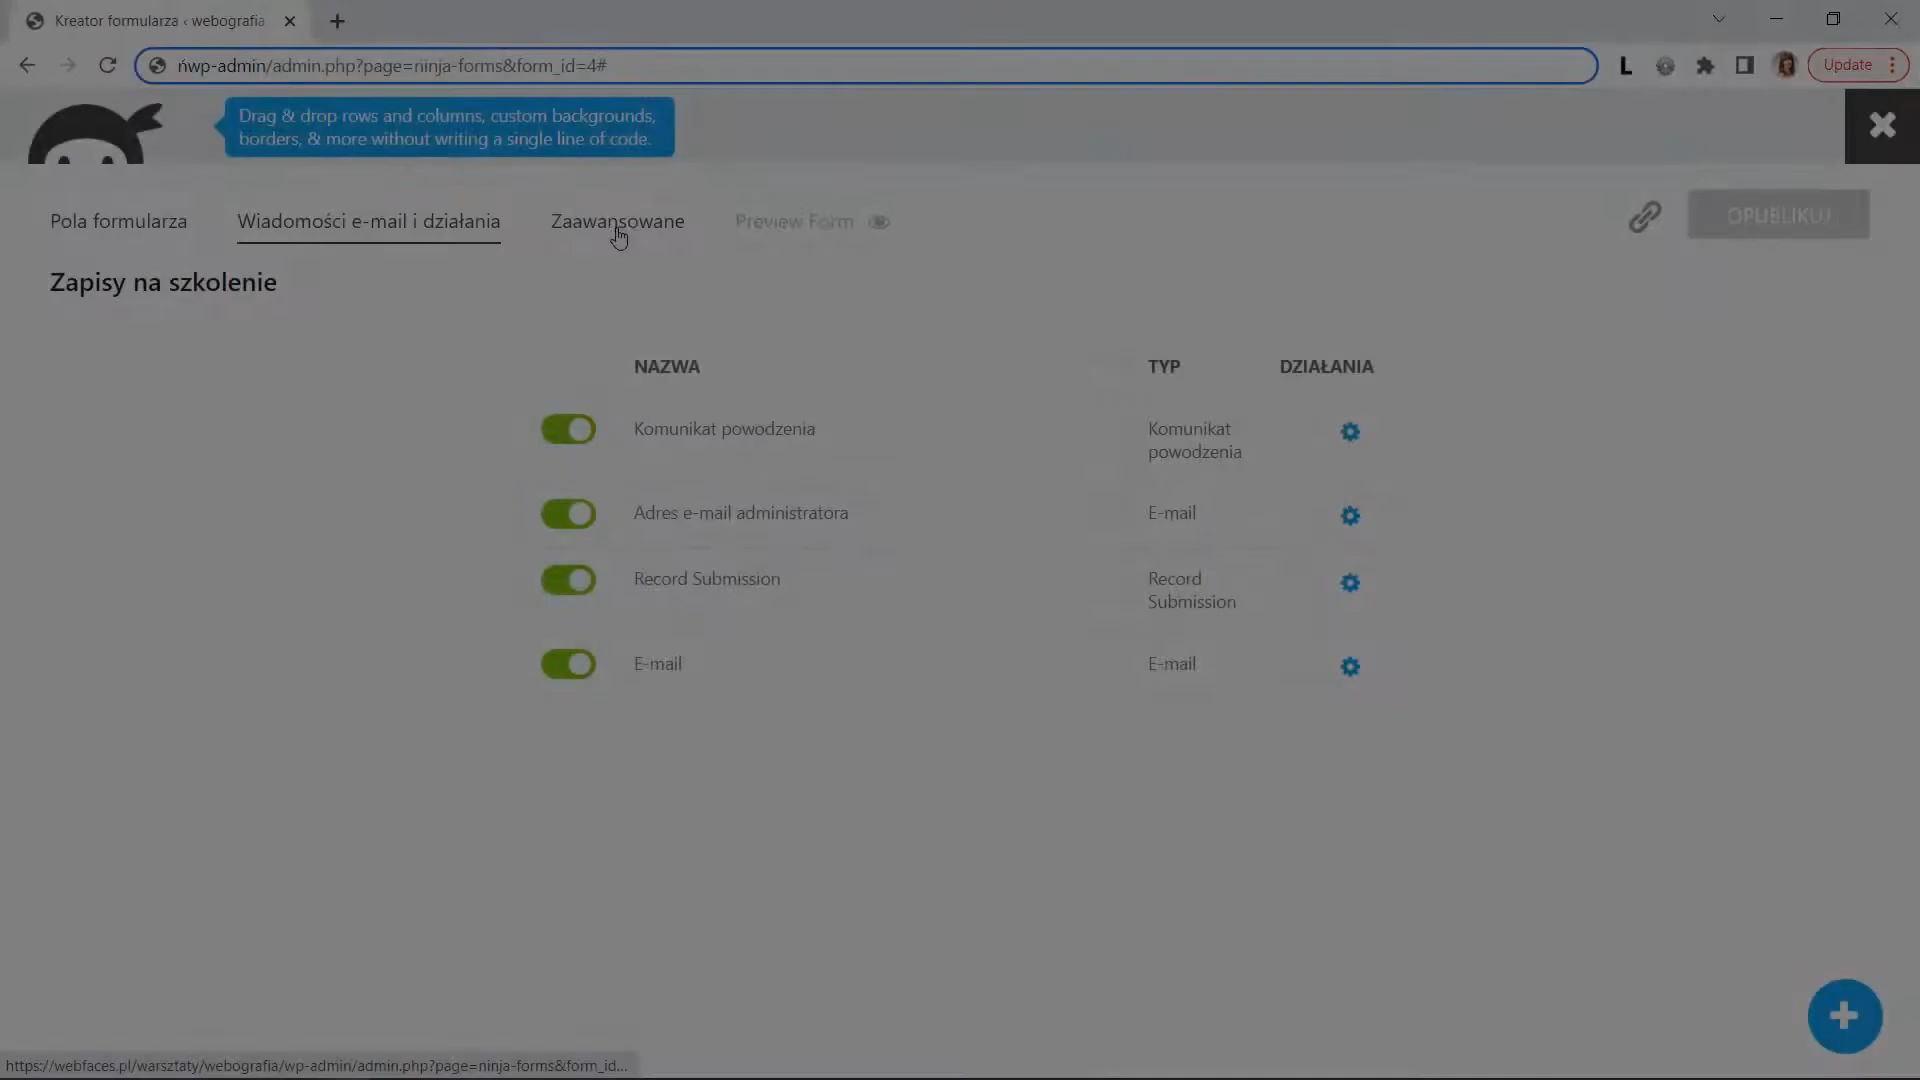 Kreator formularza ‹ webografia
ńwp-admin/admin.php?page=ninja-forms&form_id=4#
L
Update
Drag & drop rows and columns, custom backgrounds,
borders, & more without writing a single line of code.
Pola formularza
Wiadomości e-mail i działania
Zaawansowane
Preview Form
OPUBLIKUJ
Zapisy na szkolenie
NAZWA
TYP
DZIAŁANIA
Komunikat powodzenia
Komunikat
powodzenia
Adres e-mail administratora
E-mail
Record Submission
Record
Submission
E-mail
E-mail
https://webfaces.pl/warsztaty/webografia/wp-admin/admin.php?page=ninja-forms&form_id...